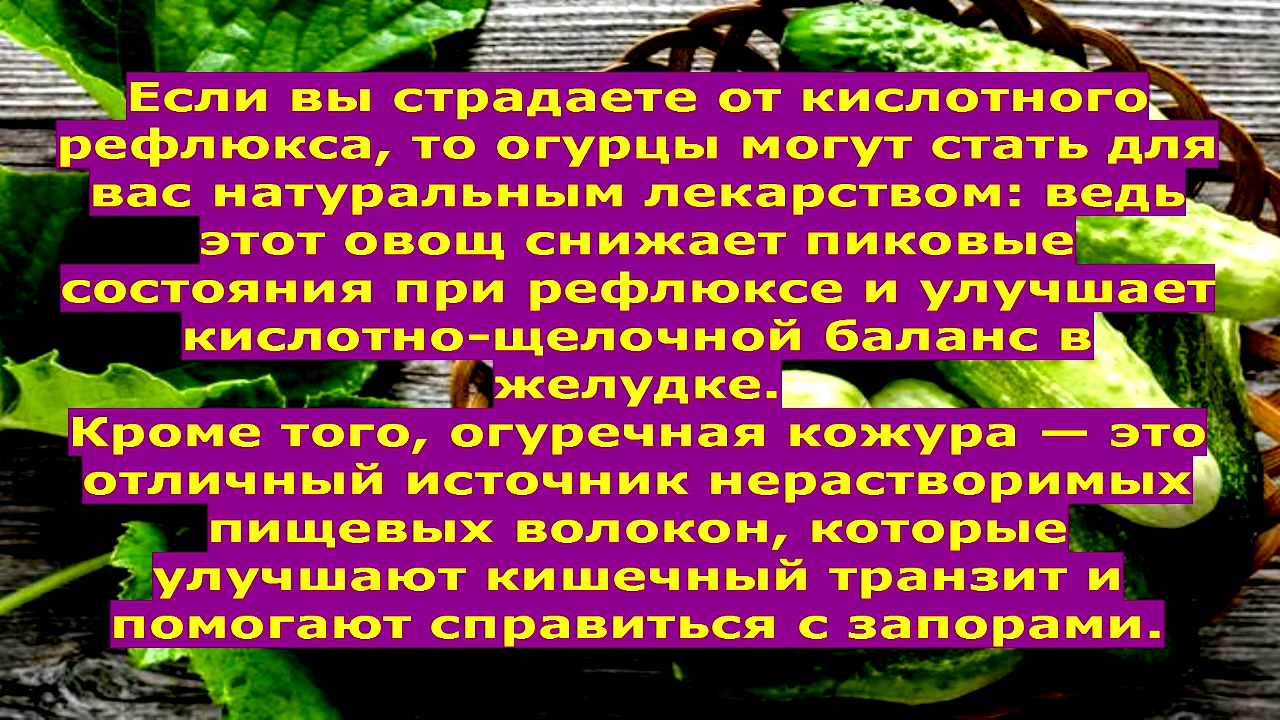 Если вы страдаете от кислотного
рефлюкса, то огурцы могут стать для
вас натуральным лекарством: ведь
этот овощ снижает пиковые
состояния при рефлюксе и улучшает
кислотно-щелочной баланс в
желудке.
Кроме того, огуречная кожура — это
отличный источник нерастворимых
пищевых волокон, которые
улучшают кишечный транзит и
помогают справиться с запорами.